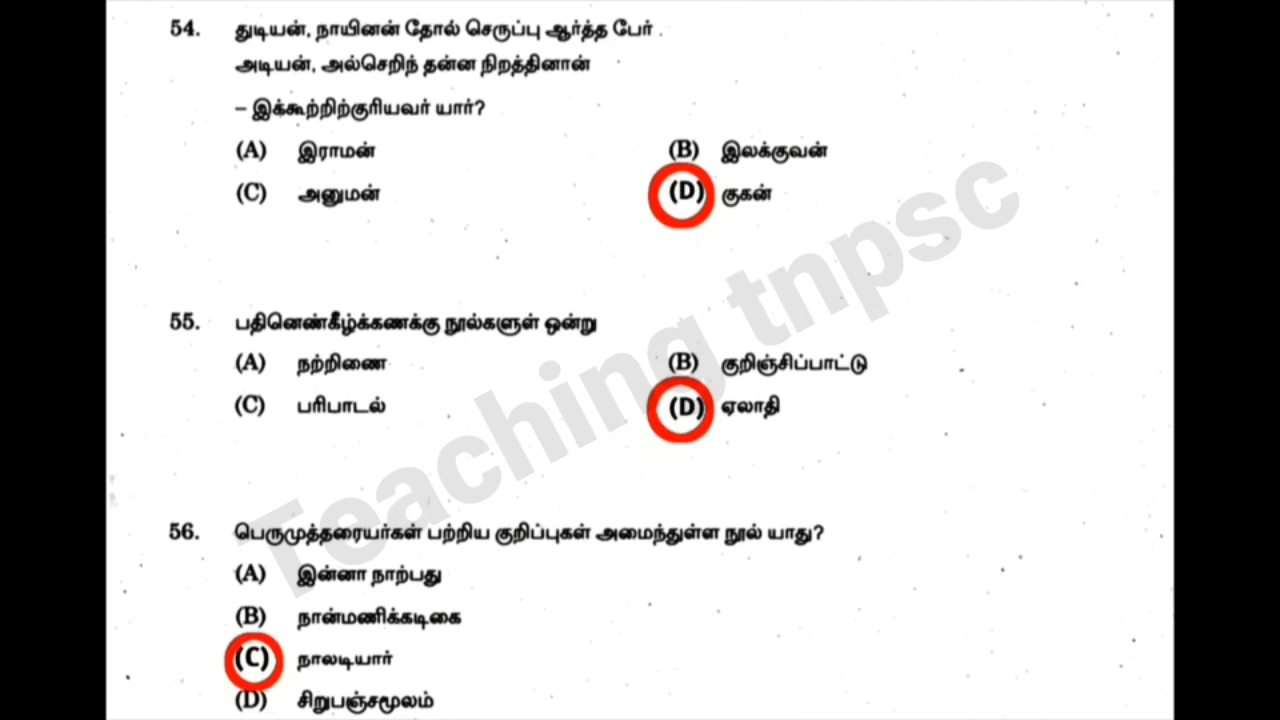 54. துடியன், நாயினன் தோல் செருப்பு ஆர்த்த பேர்
அடியன், அல்செறிந் தன்ன நிறத்தினான்
– இக்கூற்றிற்குரியவர் யார்?
(A) இராமன் (B) இலக்குவன்
(C) அனுமன் (D) குகன்
55. பதினெண்கீழ்க்கணக்கு நூல்களுள் ஒன்று
(A) நற்றிணை (B) குறிஞ்சிப்பாட்டு
(C) பரிபாடல் (D) ஏலாதி
56. பெருமுத்தரையர்கள் பற்றிய குறிப்புகள் அமைந்துள்ள நூல் யாது?
(A) இன்னா நாற்பது
(B) நான்மணிக்கடிகை
(C) நாலடியார்
(D) சிறுபஞ்சமூலம்
Teaching tnpsc